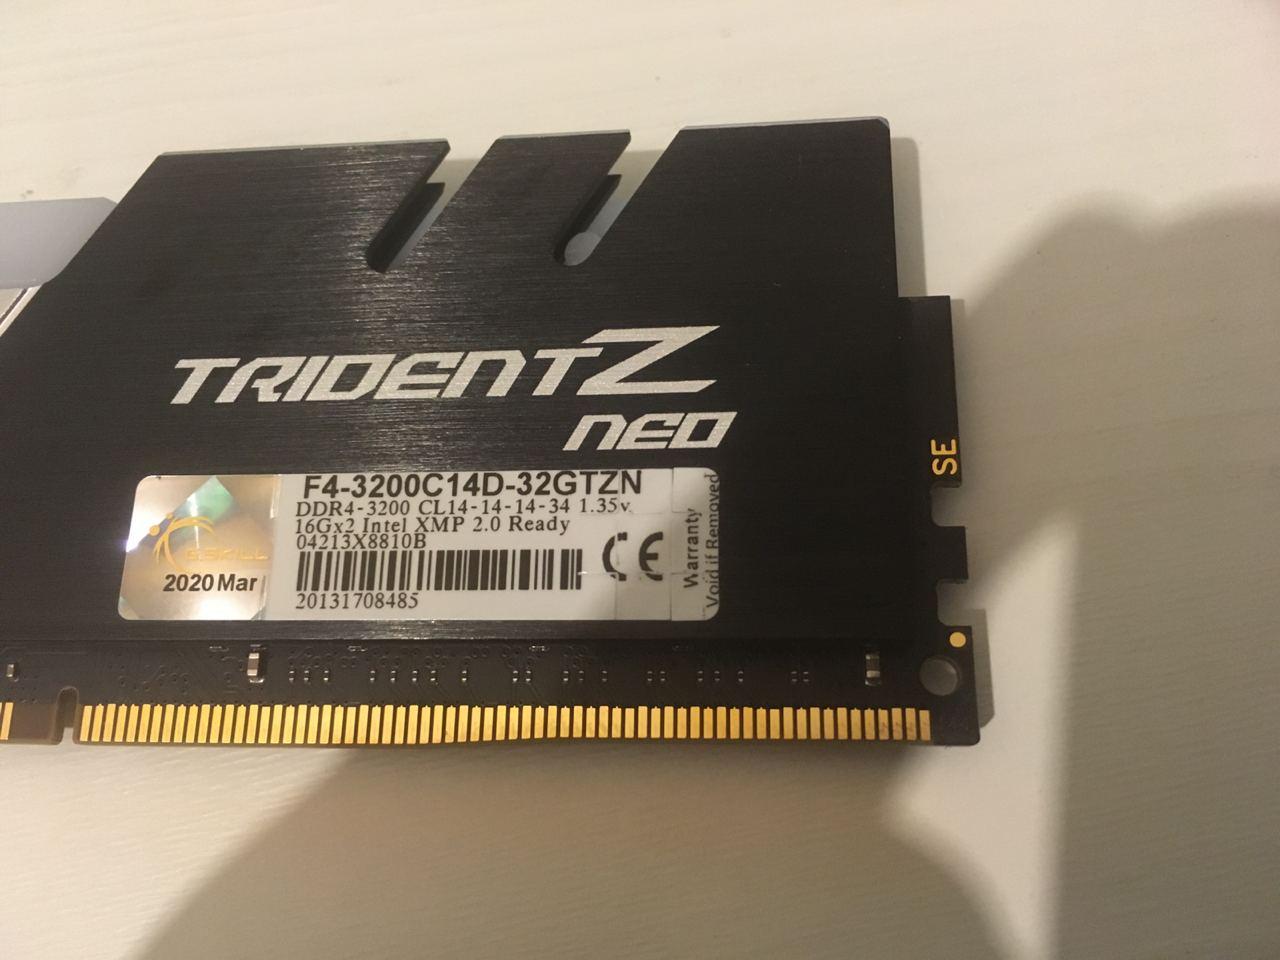 TRIDENTZ
NEO
F4-3200C14D-32GTZN
DDR4-3200 CL14-14-14-34 1.35v
16Gx2 Intel XMP 2.0 Ready
04213X8810B
20131708485
G.SKILL
2020 Mar
CE
Warranty
Void if Removed
SE